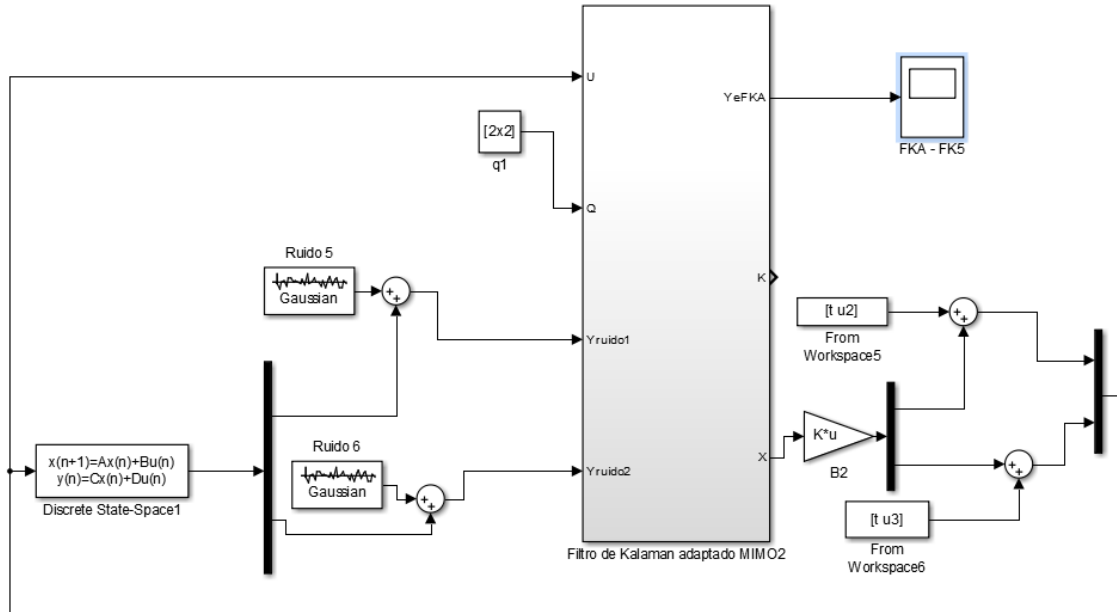 U
YeFKA
[2x2]
q1
FKA - FK5
Q
Ruido 5
Gaussian
K
[t u2]
From
Workspace5
Yruido1
Ruido 6
Gaussian
K*u
B2
x(n+1)=Ax(n)+Bu(n)
y(n)=Cx(n)+Du(n)
Discrete State-Space1
Yruido2
X
[t u3]
From
Workspace6
Filtro de Kalaman adaptado MIMO2
+
+
+
+
+
+
+
+